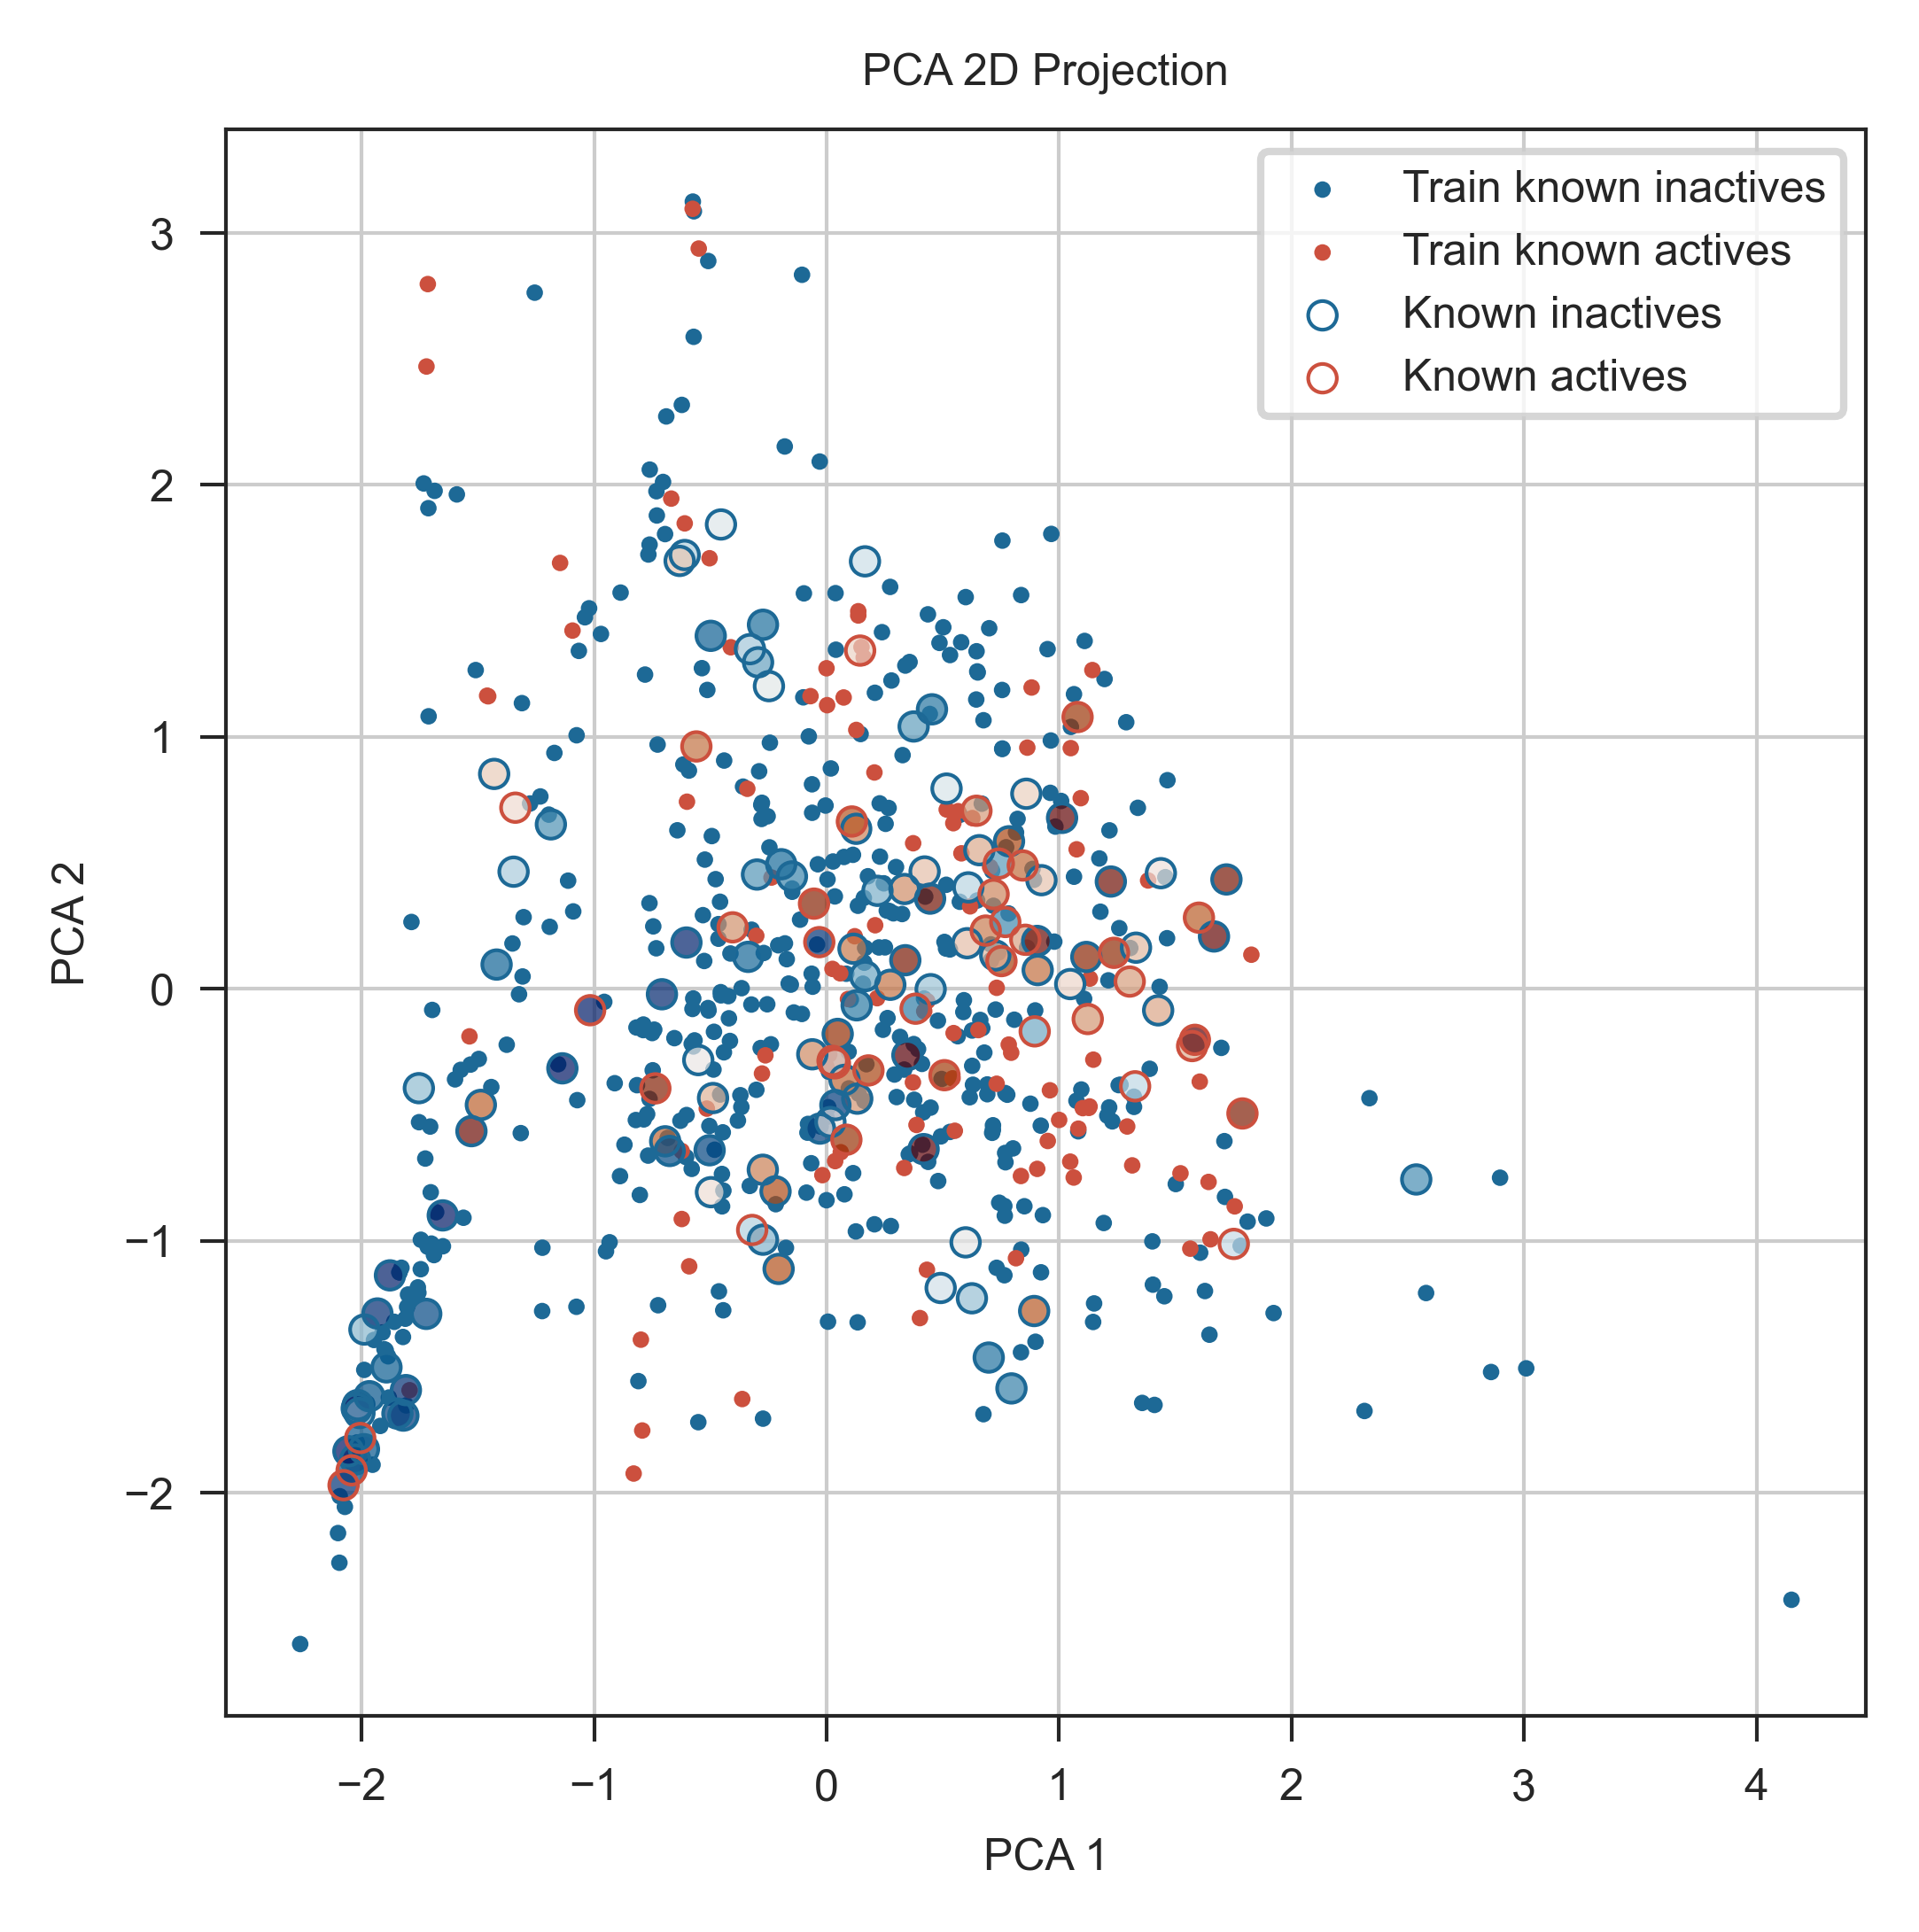 PCA 2D Projection
Train known inactives
Train known actives
Known inactives
Known actives
3
2
1
0
−1
−2
PCA 2
−2
−1
0
1
2
3
4
PCA 1